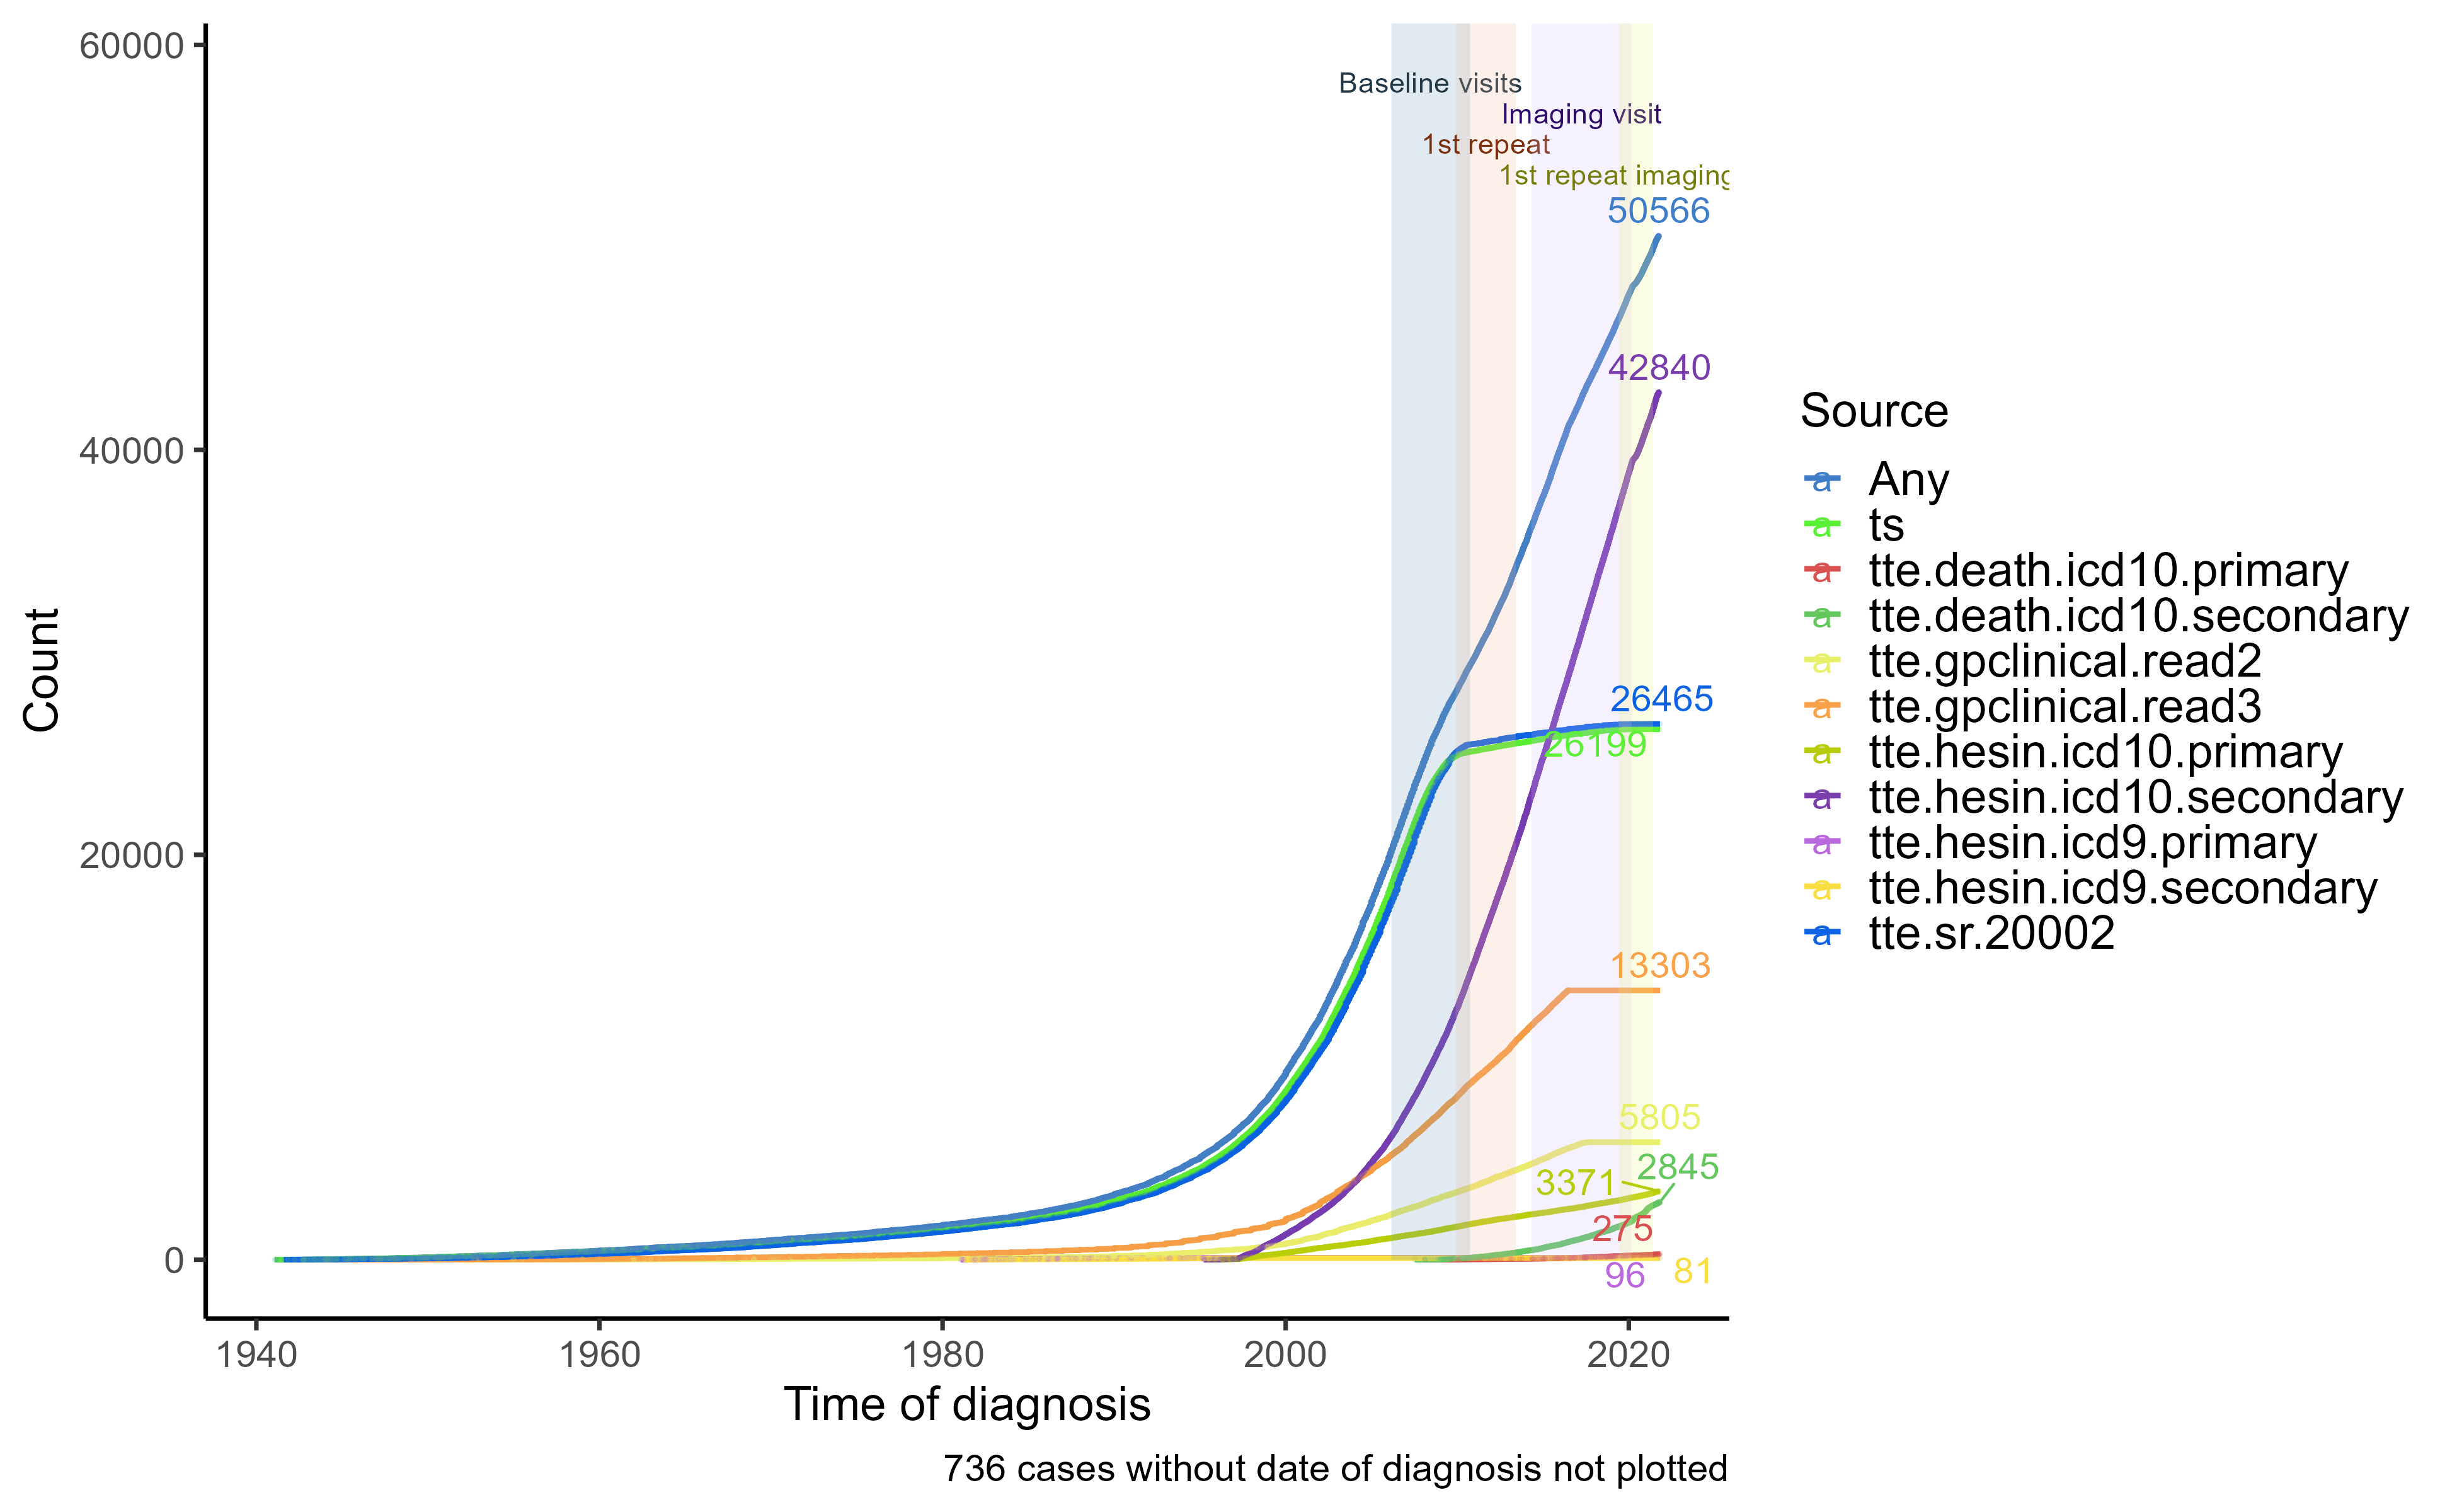 60000
40000
20000
0
Count
Baseline visits
Imaging visit
1st repeat
1st repeat imaging
50566
42840
26465
26199
13303
5805
2845
3371
275
96
81
1940
1960
1980
2000
2020
Time of diagnosis
736 cases without date of diagnosis not plotted
Source
a Any
a ts
a tte.death.icd10.primary
a tte.death.icd10.secondary
a tte.gpclinical.read2
a tte.gpclinical.read3
a tte.hesin.icd10.primary
a tte.hesin.icd10.secondary
a tte.hesin.icd9.primary
a tte.hesin.icd9.secondary
a tte.sr.20002